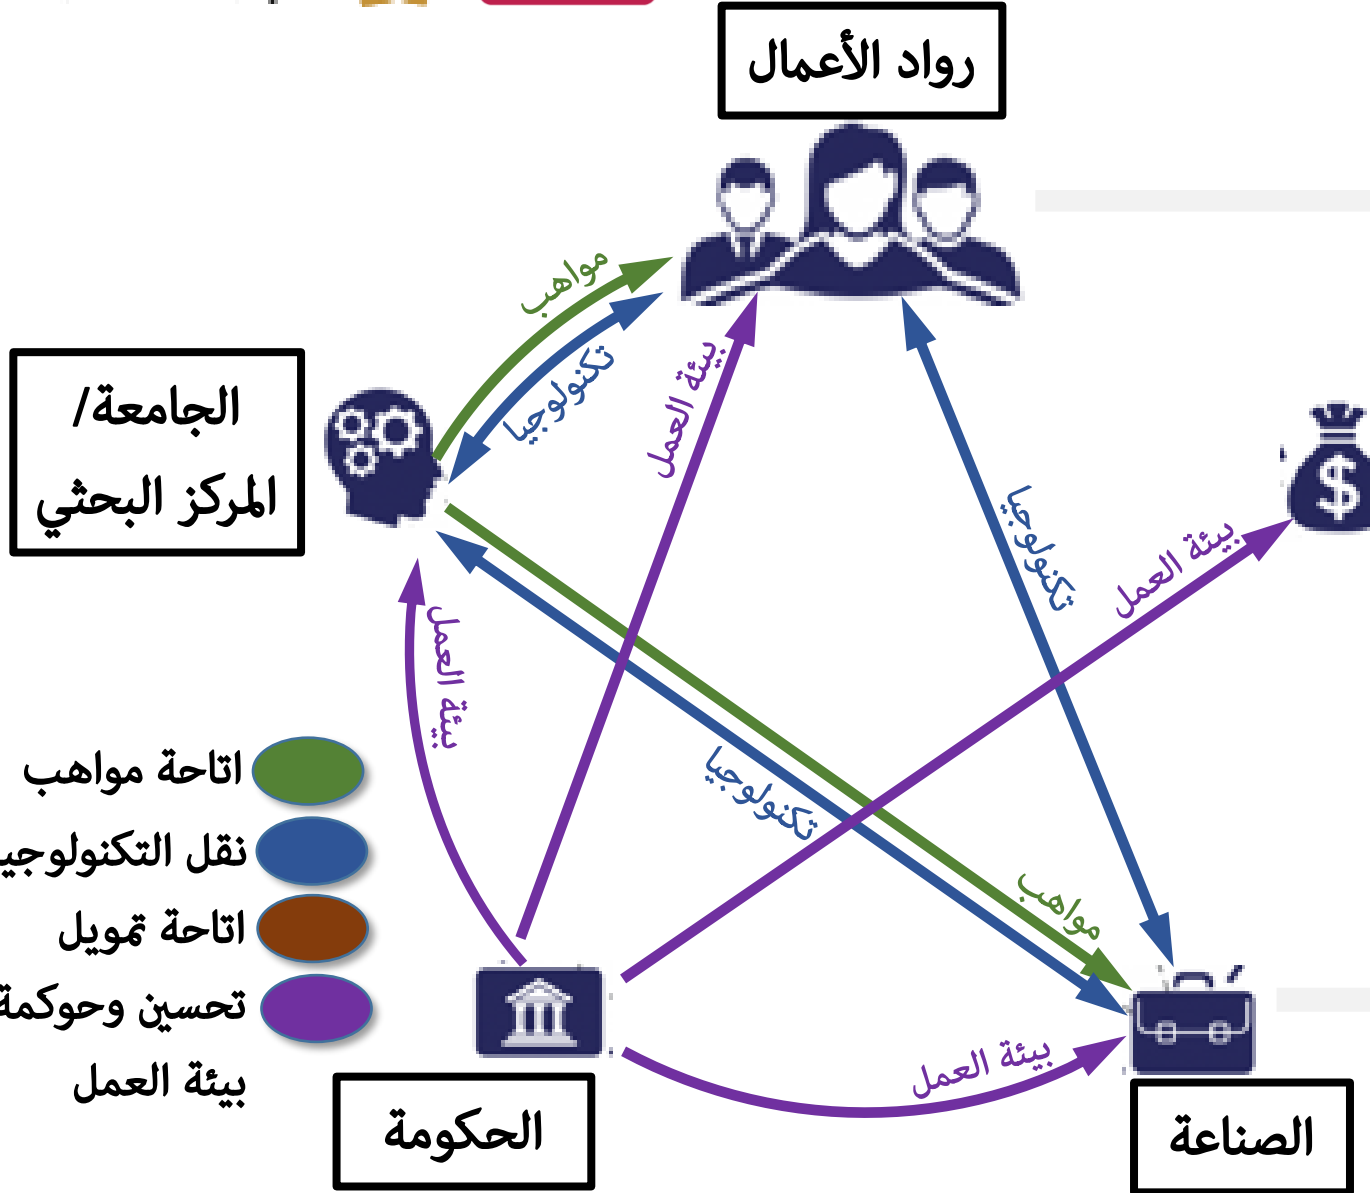 رواد الأعمال
مواهب
تكنولوجيا
بيئة العمل
الجامعة/
المركز البحثي
تكنولوجيا
بيئة العمل
بيئة العمل
تكنولوجيا
مواهب
اتاحة مواهب
نقل التكنولوجي
اتاحة تمويل
تحسين وحوكمة
بيئة العمل
بيئة العمل
الحكومة
الصناعة
$